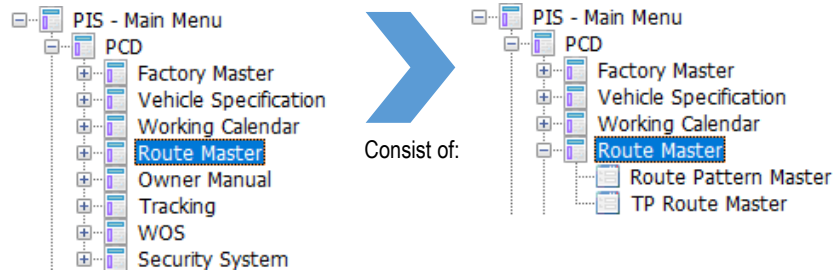 PIS - Main Menu
PCD
Factory Master
Vehicle Specification
Working Calendar
Route Master
Owner Manual
Tracking
WOS
Security System
Consist of:
PIS - Main Menu
PCD
Factory Master
Vehicle Specification
Working Calendar
Route Master
Route Pattern Master
TP Route Master